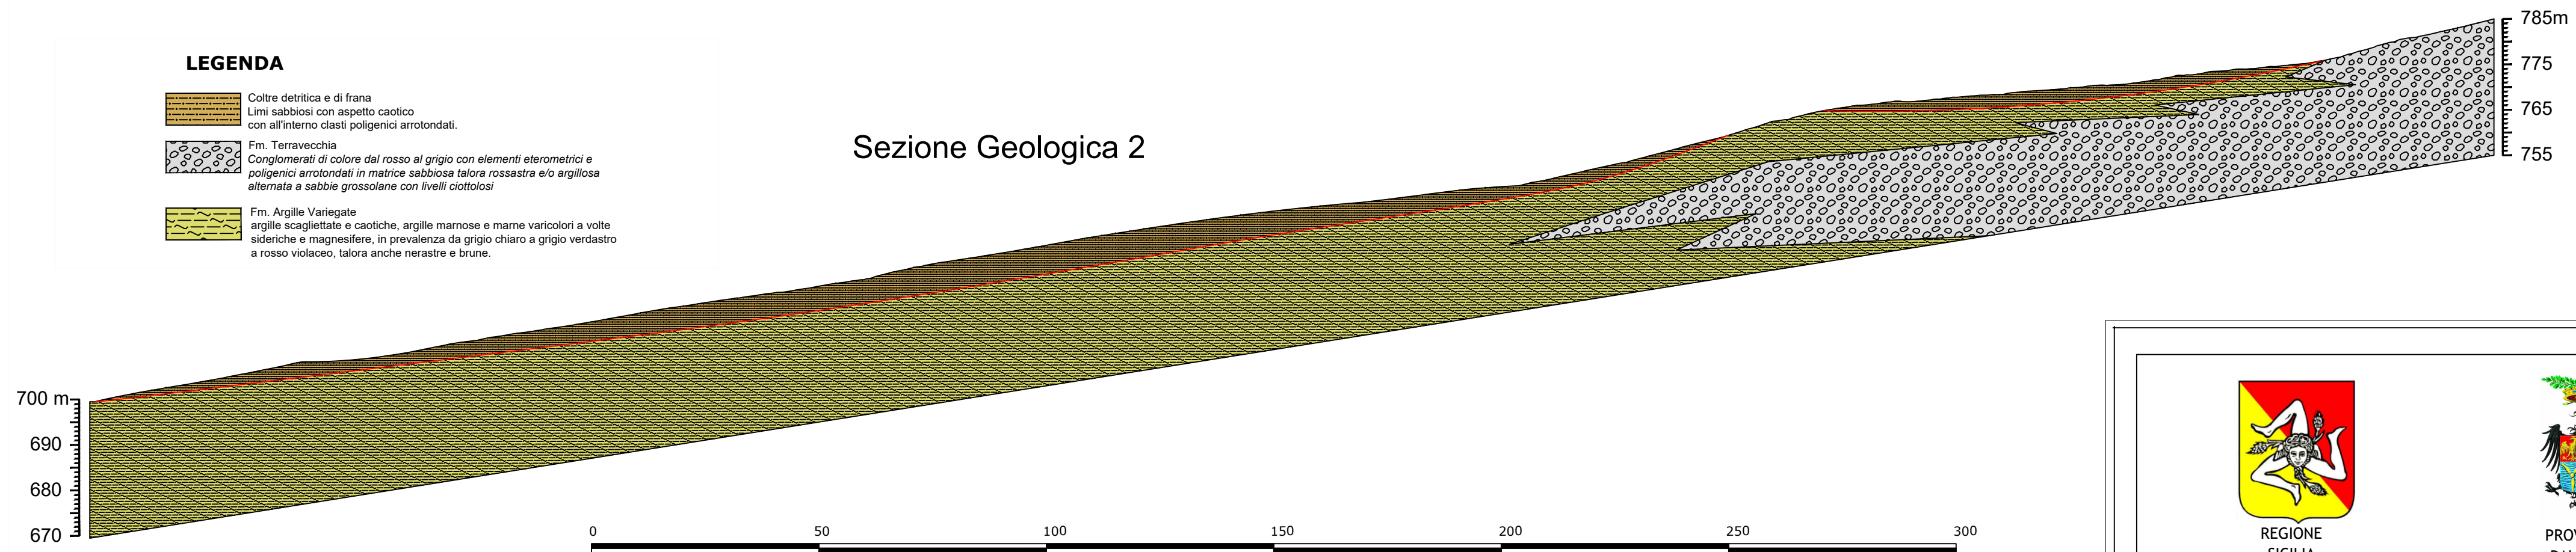 LEGENDA
Coltre detritica e di frana
Limi sabbiosi con aspetto caotico
con all'interno clasti poligenici arrotondati.
Fm. Terravecchia
Conglomerati di colore dal rosso al grigio con elementi eterometrici e
poligenici arrotondati in matrice sabbiosa talora rossastra e/o argillosa
alternata a sabbie grossolane con livelli ciottolosi
Fm. Argille Variegate
argille scagliettate e caotiche, argille marnose e marne varicolori a volte
sideriche e magnesifere, in prevalenza da grigio chiaro a grigio verdastro
a rosso violaceo, talora anche nerastre e brune.
Sezione Geologica 2
785m
775
765
755
700 m
690
680
670
0 50 100 150 200 250 300
REGIONE
SICILIA